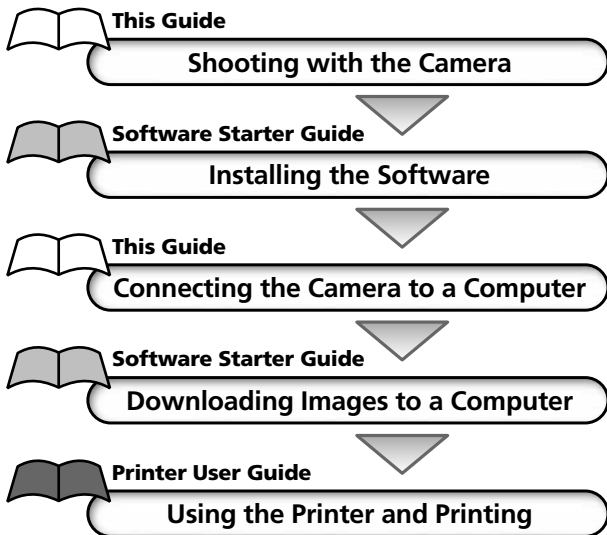 This Guide
Shooting with the Camera
Software Starter Guide
Installing the Software
This Guide
Connecting the Camera to a Computer
Software Starter Guide
Downloading Images to a Computer
Printer User Guide
Using the Printer and Printing